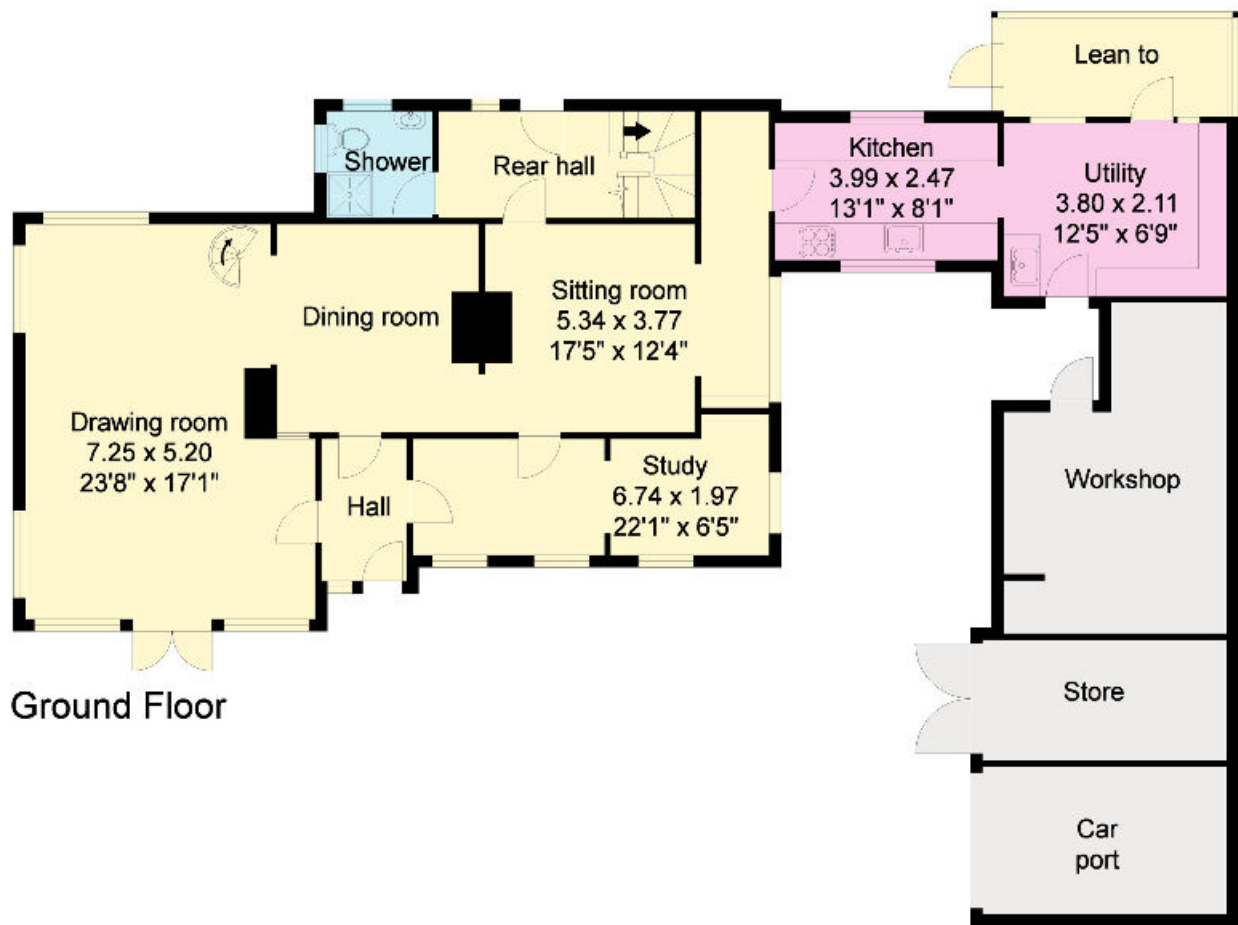 Lean to
Shower
Rear hall
Kitchen
3.99 x 2.47
13'1" x 8'1"
Utility
3.80 x 2.11
12'5" x 6'9"
Dining room
Sitting room
5.34 x 3.77
17'5" x 12'4"
Drawing room
7.25 x 5.20
23'8" x 17'1"
Hall
Study
6.74 x 1.97
22'1" x 6'5"
Workshop
Ground Floor
Store
Car
port